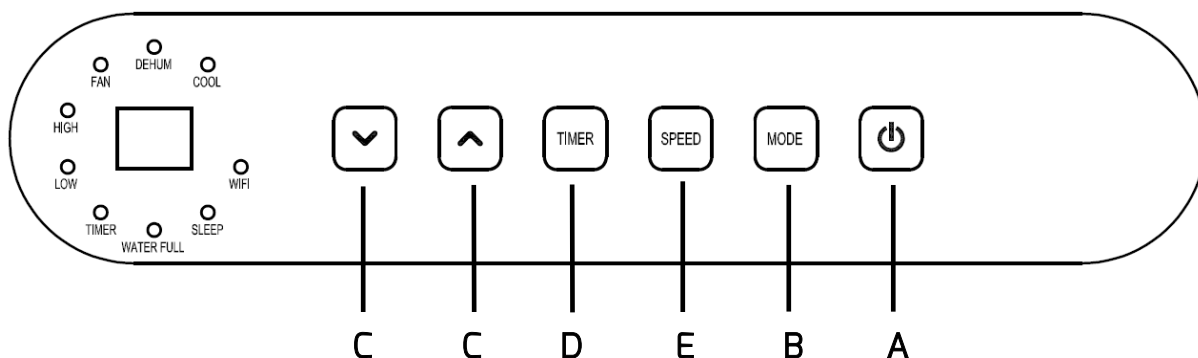 DEHUM
FAN
COOL
HIGH
TIMER SPEED MODE
LOW
WIFI
TIMER
SLEEP
WATER FULL
C C D E B A